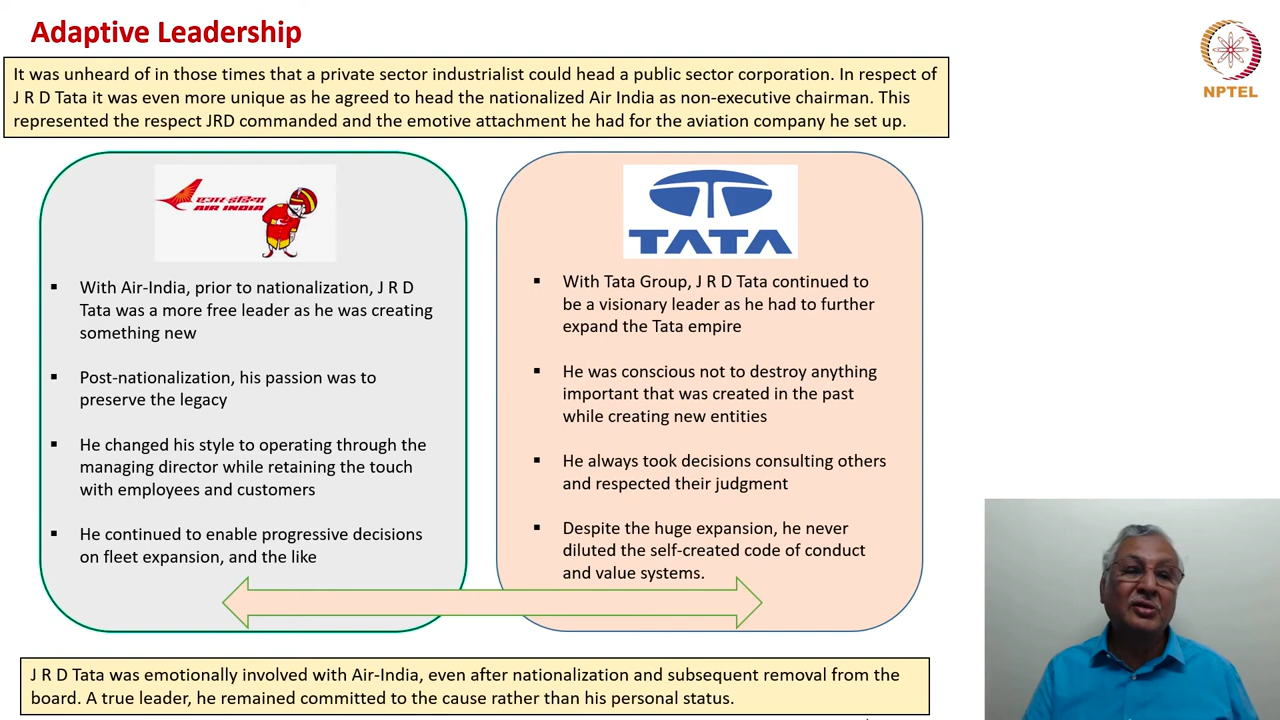 Adaptive Leadership
NPTEL
It was unheard of in those times that a private sector industrialist could head a public sector corporation. In respect of
J R D Tata it was even more unique as he agreed to head the nationalized Air India as non-executive chairman. This
represented the respect JRD commanded and the emotive attachment he had for the aviation company he set up.
एअर-इंडिया
AIR-INDIA
▪ With Air-India, prior to nationalization, J R D
Tata was a more free leader as he was creating
something new
▪ Post-nationalization, his passion was to
preserve the legacy
▪ He changed his style to operating through the
managing director while retaining the touch
with employees and customers
▪ He continued to enable progressive decisions
on fleet expansion, and the like
TATA
▪ With Tata Group, J R D Tata continued to
be a visionary leader as he had to further
expand the Tata empire
▪ He was conscious not to destroy anything
important that was created in the past
while creating new entities
▪ He always took decisions consulting others
and respected their judgment
▪ Despite the huge expansion, he never
diluted the self-created code of conduct
and value systems.
J R D Tata was emotionally involved with Air-India, even after nationalization and subsequent removal from the
board. A true leader, he remained committed to the cause rather than his personal status.